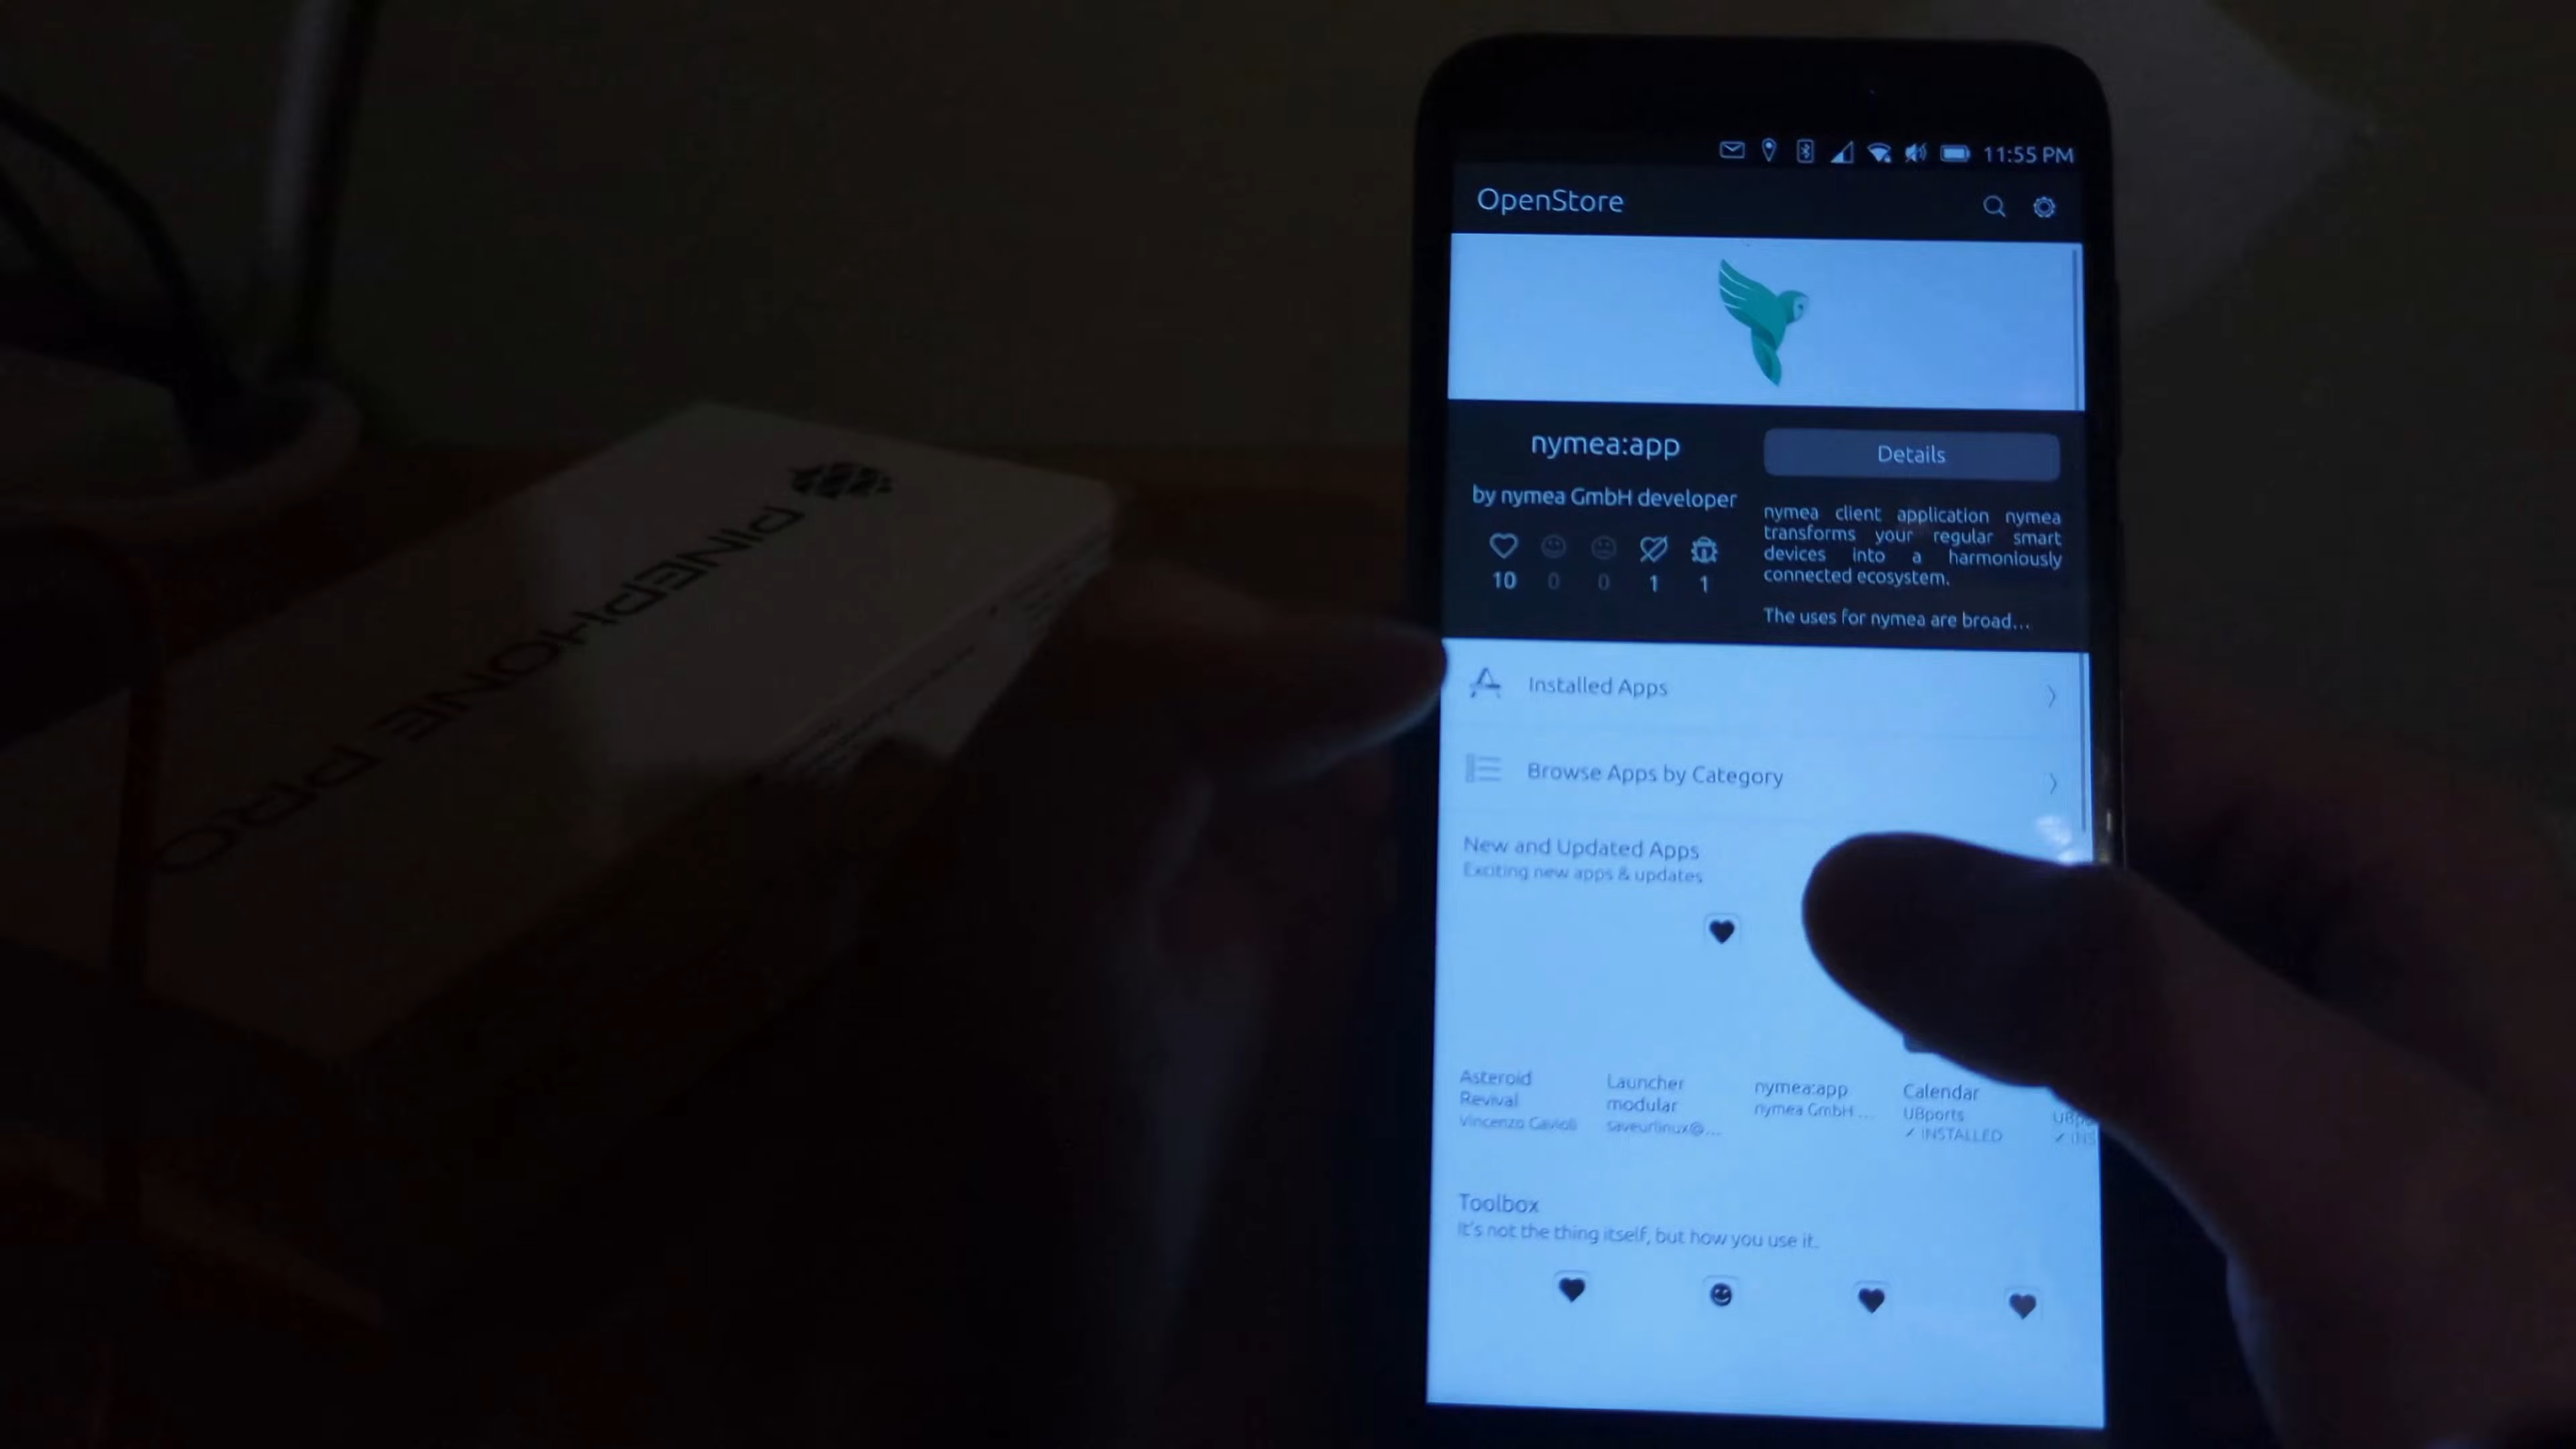 PINEPHONE PRO
11:55 PM
OpenStore
nymea:app
Details
by nymea GmbH developer
nymea client application nymea
transforms your regular smart
devices into a harmoniously
connected ecosystem.
The uses for nymea are broad...
10 0 0 1 1
Installed Apps
Browse Apps by Category
New and Updated Apps
Exciting new apps & updates
Asteroid
Revival
Vincenzo Gavioli
Launcher
modular
saveurlinux@...
nymea:app
nymea GmbH ...
Calendar
UBports
✓ INSTALLED
Toolbox
It's not the thing itself, but how you use it.